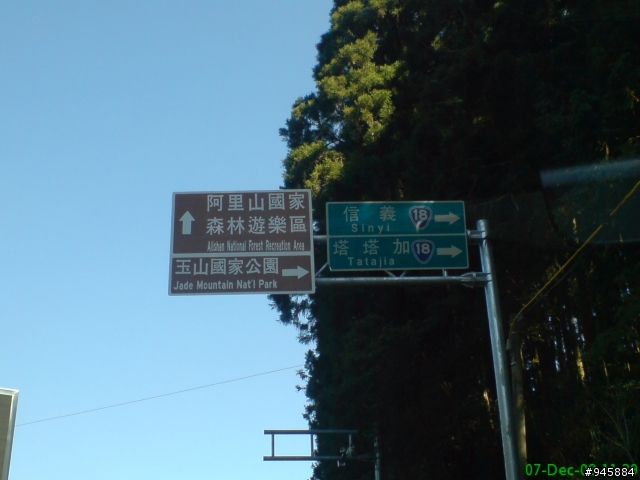 阿里山國家
森林遊樂區
Alishan National Forest Recreation Area
玉山國家公園
Jade Mountain Nat'l Park
信義 18
Sinyi
塔塔加 18
Tatajia
07-Dec-
#945884